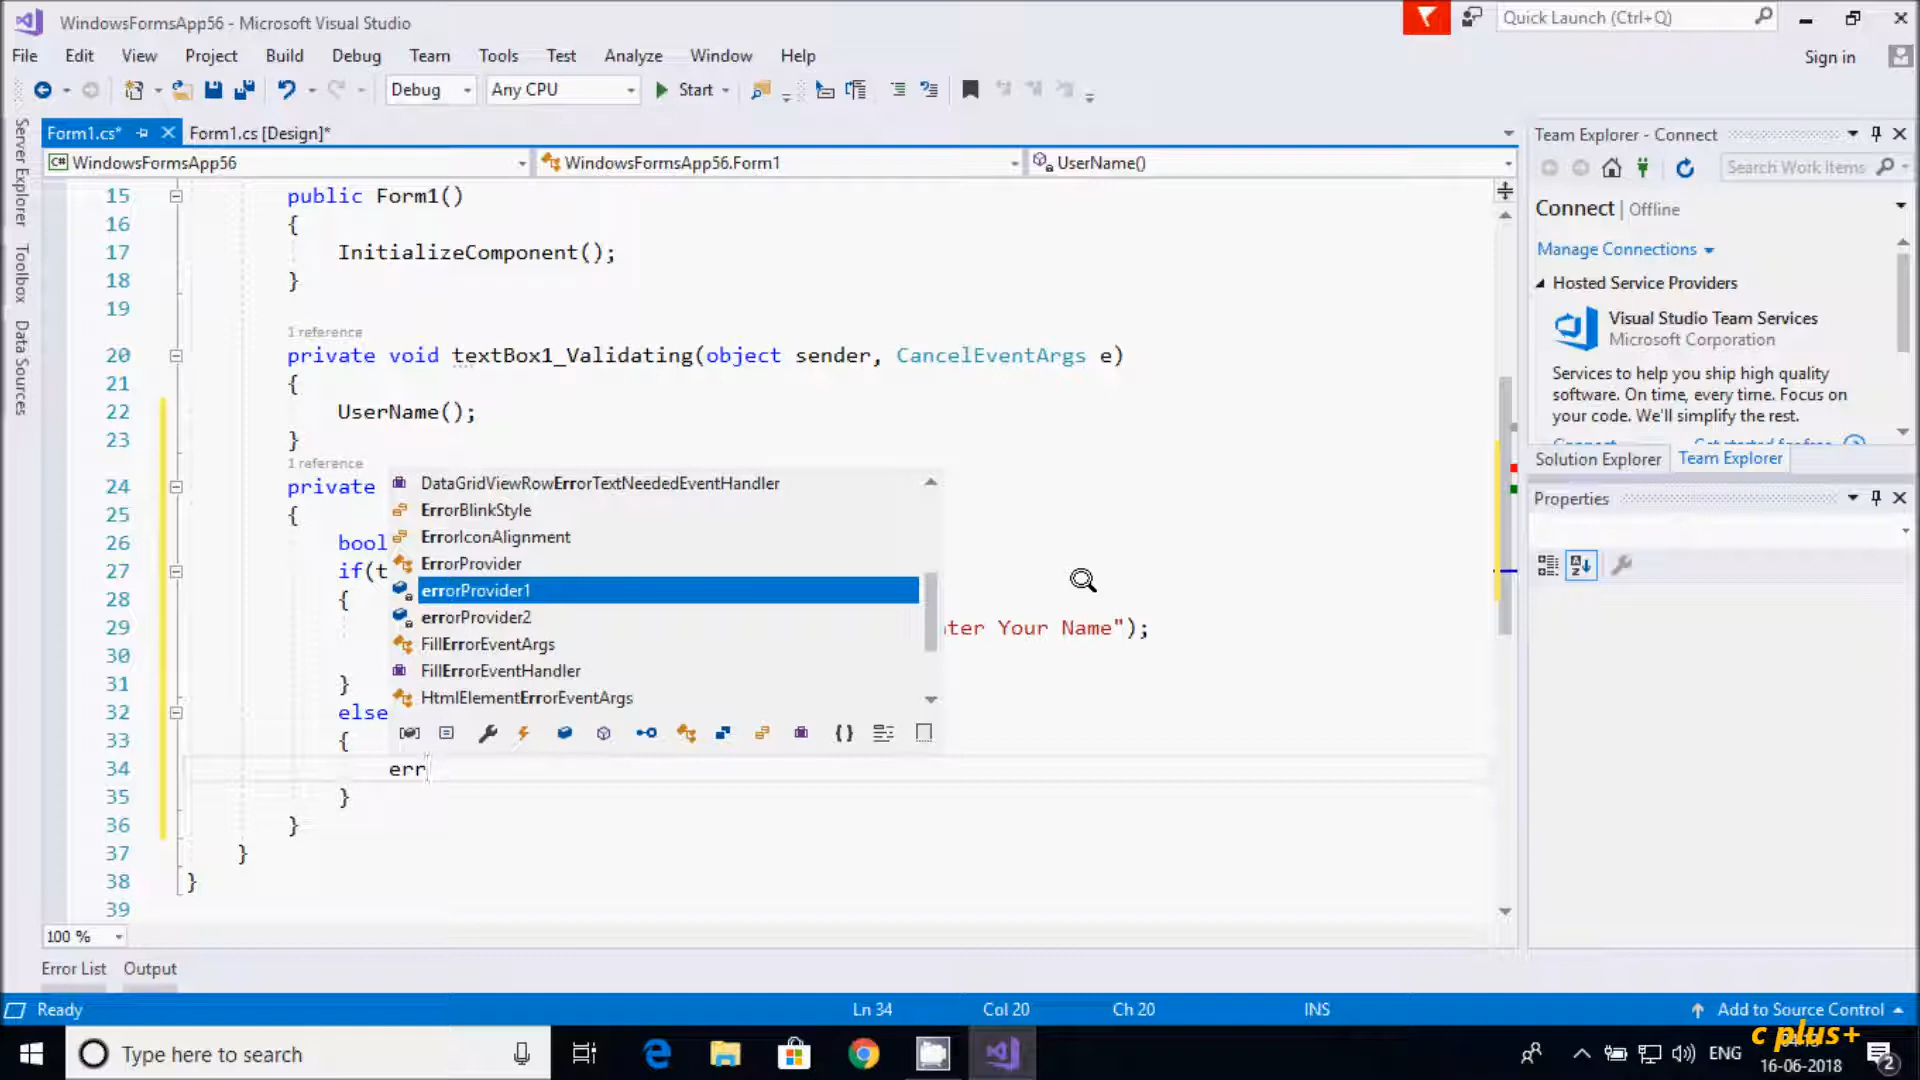 WindowsFormsApp56 - Microsoft Visual Studio
Quick Launch (Ctrl+Q)
File Edit View Project Build Debug Team Tools Test Analyze Window Help
Sign in
Debug Any CPU Start
Form1.cs* Form1.cs [Design]*
C# WindowsFormsApp56 WindowsFormsApp56.Form1 UserName()
Server Explorer
Toolbox
Data Sources
15 public Form1()
16 {
17 InitializeComponent();
18 }
19
1 reference
20 private void textBox1_Validating(object sender, CancelEventArgs e)
21 {
22 UserName();
23 }
1 reference
24 private
25 {
26 bool
27 if(t
28 {
29 ter Your Name");
30
31 }
32 else
33 {
34 err
35 }
36 }
37 }
38 }
39
DataGridViewRowErrorTextNeededEventHandler
ErrorBlinkStyle
ErrorIconAlignment
ErrorProvider
errorProvider1
errorProvider2
FillErrorEventArgs
FillErrorEventHandler
HtmlElementErrorEventArgs
100 %
Error List Output
Team Explorer - Connect
Search Work Items
Connect | Offline
Manage Connections
Hosted Service Providers
Visual Studio Team Services
Microsoft Corporation
Services to help you ship high quality
software. On time, every time. Focus on
your code. We'll simplify the rest.
Solution Explorer Team Explorer
Properties
Ready Ln 34 Col 20 Ch 20 INS Add to Source Control
c plus+
Type here to search
ENG
16-06-2018
2